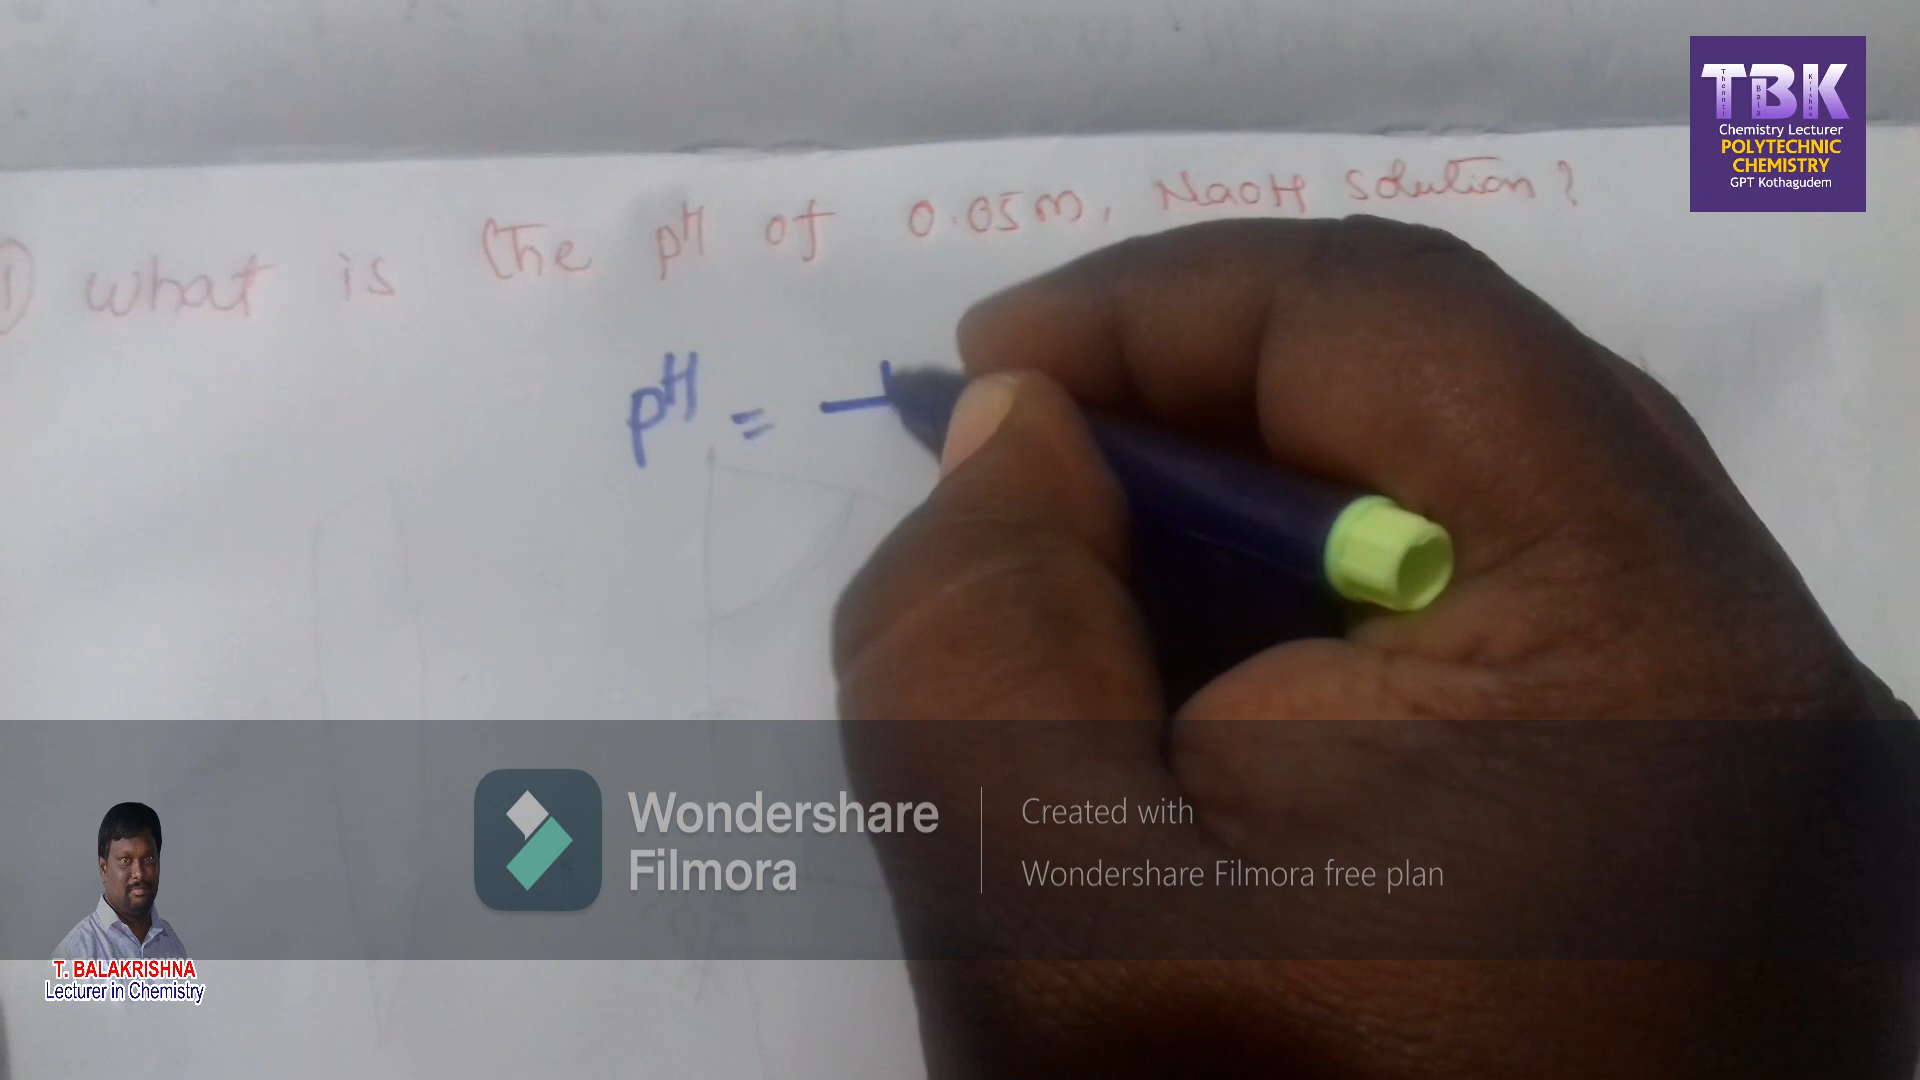 TBK
Chemistry Lecturer
POLYTECHNIC
CHEMISTRY
GPT Kothagudem
① What is the pH of 0.05m, NaOH solution?
pH = -
Wondershare
Filmora
Created with
Wondershare Filmora free plan
T. BALAKRISHNA
Lecturer in Chemistry